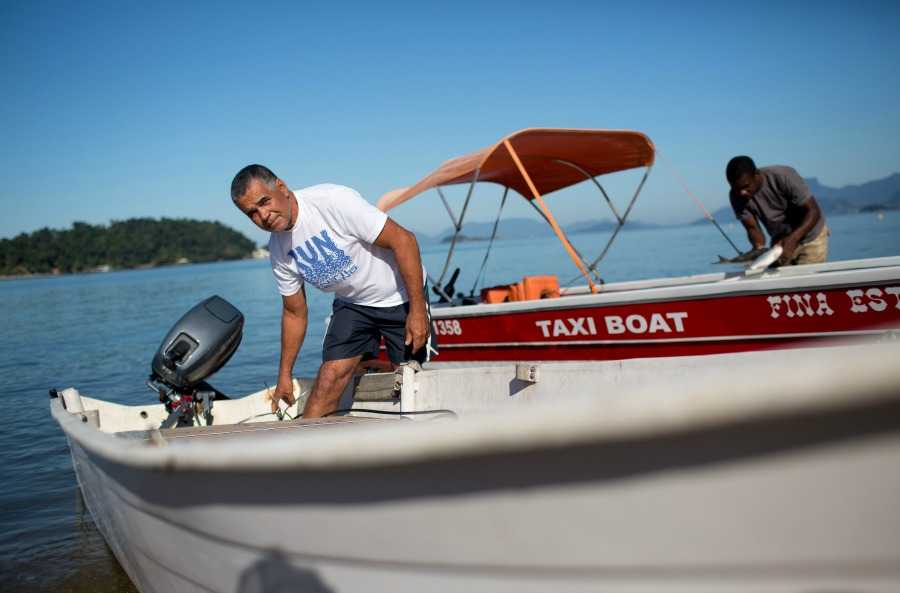 1358
TAXI BOAT
FINA EST